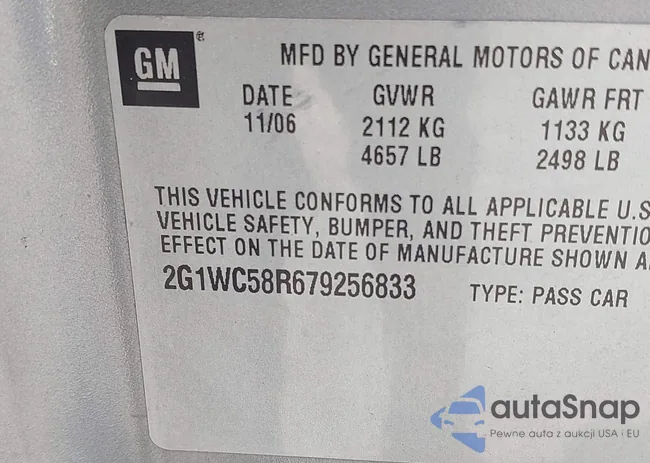 GM®
MFD BY GENERAL MOTORS OF CAN
DATE GVWR GAWR FRT
11/06 2112 KG 1133 KG
4657 LB 2498 LB
THIS VEHICLE CONFORMS TO ALL APPLICABLE U.S
VEHICLE SAFETY, BUMPER, AND THEFT PREVENTIO
EFFECT ON THE DATE OF MANUFACTURE SHOWN A
2G1WC58R679256833 TYPE: PASS CAR
autaSnap
Pewne auta z aukcji USA i EU